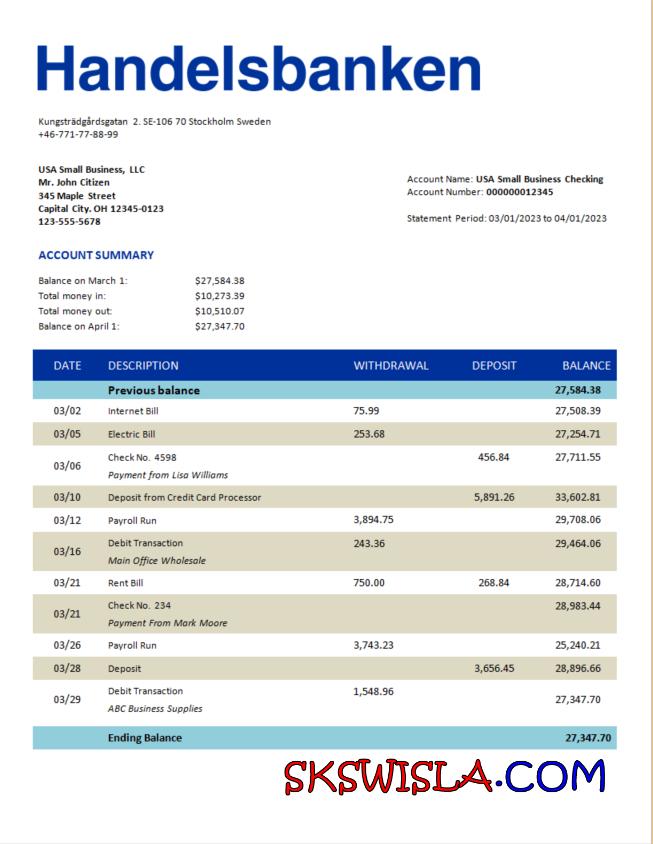 Handelsbanken
Kungsträdgårdsgatan 2. SE-106 70 Stockholm Sweden
+46-771-77-88-99
USA Small Business, LLC
Mr. John Citizen
345 Maple Street
Capital City. OH 12345-0123
123-555-5678
Account Name: USA Small Business Checking
Account Number: 000000012345
Statement Period: 03/01/2023 to 04/01/2023
ACCOUNT SUMMARY
Balance on March 1: $27,584.38
Total money in: $10,273.39
Total money out: $10,510.07
Balance on April 1: $27,347.70
DATE DESCRIPTION WITHDRAWAL DEPOSIT BALANCE
Previous balance 27,584.38
03/02 Internet Bill 75.99 27,508.39
03/05 Electric Bill 253.68 27,254.71
03/06 Check No. 4598 456.84 27,711.55
Payment from Lisa Williams
03/10 Deposit from Credit Card Processor 5,891.26 33,602.81
03/12 Payroll Run 3,894.75 29,708.06
03/16 Debit Transaction 243.36 29,464.06
Main Office Wholesale
03/21 Rent Bill 750.00 268.84 28,714.60
03/21 Check No. 234 28,983.44
Payment From Mark Moore
03/26 Payroll Run 3,743.23 25,240.21
03/28 Deposit 3,656.45 28,896.66
03/29 Debit Transaction 1,548.96 27,347.70
ABC Business Supplies
Ending Balance 27,347.70
SKSWISLA.COM